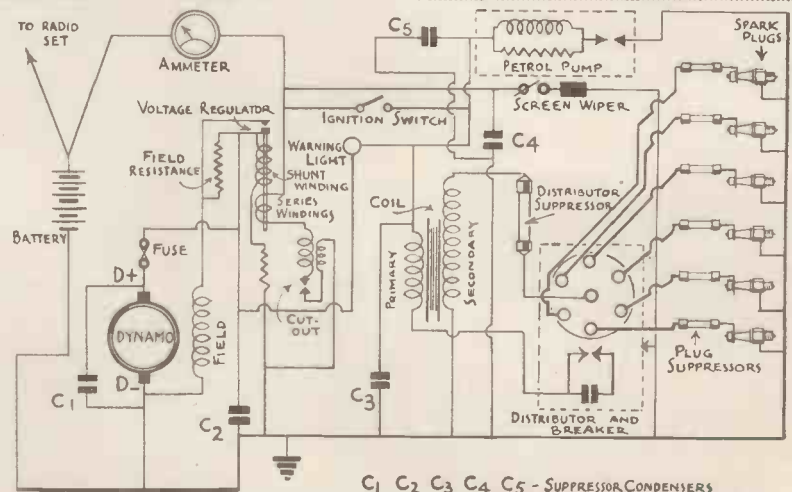 TO RADIO
SET
AMMETER
C5
PETROL PUMP
SPARK
PLUGS
VOLTAGE REGULATOR
IGNITION SWITCH
SCREEN WIPER
FIELD
RESISTANCE
WARNING
LIGHT
SHUNT
WINDING
SERIES
WINDINGS
C4
COIL
DISTRIBUTOR
SUPPRESSOR
BATTERY
FUSE
D+
DYNAMO
D-
FIELD
CUT-
OUT
PRIMARY
SECONDARY
C1
C2
C3
PLUG
SUPPRESSORS
DISTRIBUTOR AND
BREAKER
C1 C2 C3 C4 C5 - SUPPRESSOR CONDENSERS